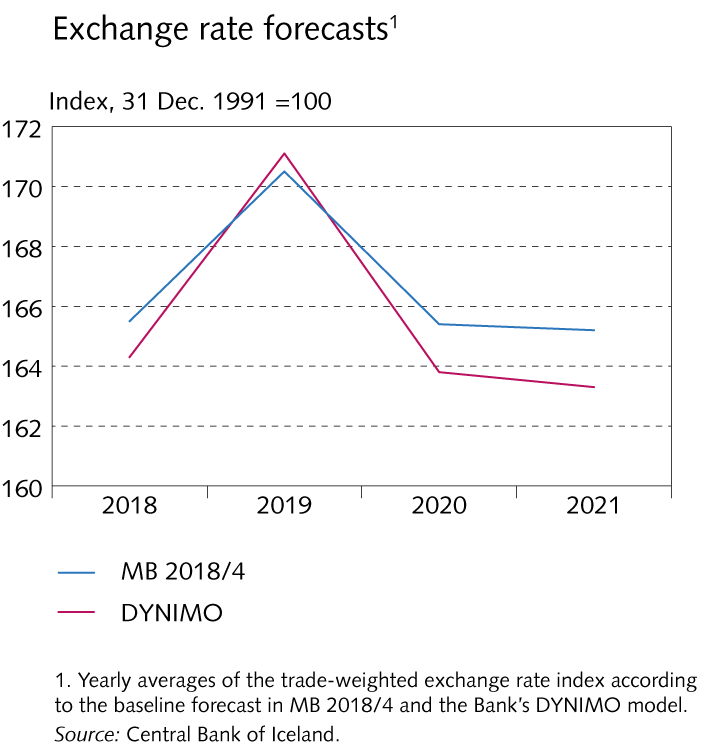 Exchange rate forecasts¹
Index, 31 Dec. 1991 =100
172
170
168
166
164
162
160
2018 2019 2020 2021
MB 2018/4
DYNIMO
1. Yearly averages of the trade-weighted exchange rate index according
to the baseline forecast in MB 2018/4 and the Bank's DYNIMO model.
Source: Central Bank of Iceland.